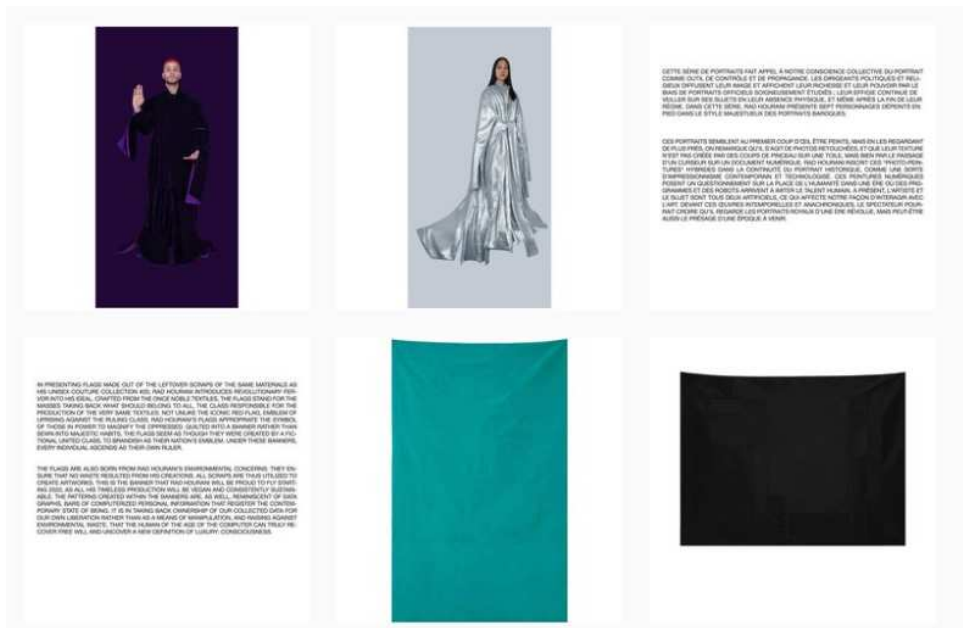 CETTE SÉRIE DE PORTRAITS FAIT APPEL À NOTRE CONSCIENCE COLLECTIVE DU PORTRAIT
COMME OUTIL DE CONTRÔLE ET DE PROPAGANDE. LES DIRIGEANTS POLITIQUES ET RELI-
GIEUX DIFFUSENT LEUR IMAGE ET AFFICHENT LEUR RICHESSE ET LEUR POUVOIR PAR LE
BIAIS DE PORTRAITS OFFICIELS SOIGNEUSEMENT ÉTUDIÉS ; LEUR EFFIGIE CONTINUE DE
VEILLER SUR SES SUJETS EN LEUR ABSENCE PHYSIQUE, ET MÊME APRÈS LA FIN DE LEUR
RÈGNE. DANS CETTE SÉRIE, RAD HOURANI PRÉSENTE SEPT PERSONNAGES DÉPEINTS EN
PIED DANS LE STYLE MAJESTUEUX DES PORTRAITS BAROQUES.
CES PORTRAITS SEMBLENT AU PREMIER COUP D'ŒIL ÊTRE PEINTS, MAIS EN LES REGARDANT
DE PLUS PRÈS, ON REMARQUE QU'IL S'AGIT DE PHOTOS RETOUCHÉES, ET QUE LEUR TEXTURE
N'EST PAS CRÉÉE PAR DES COUPS DE PINCEAU SUR UNE TOILE, MAIS BIEN PAR LE PASSAGE
D'UN CURSEUR SUR UN DOCUMENT NUMÉRIQUE. RAD HOURANI INSCRIT CES "PHOTO-PEIN-
TURES" HYBRIDES DANS LA CONTINUITÉ DU PORTRAIT HISTORIQUE, COMME UNE SORTE
D'IMPRESSIONNISME CONTEMPORAIN ET TECHNOLOGISÉ. CES PEINTURES NUMÉRIQUES
POSENT UN QUESTIONNEMENT SUR LA PLACE DE L'HUMANITÉ DANS UNE ÈRE OÙ DES PRO-
GRAMMES ET DES ROBOTS ARRIVENT À IMITER LE TALENT HUMAIN. À PRÉSENT, L'ARTISTE ET
LE SUJET SONT TOUS DEUX ARTIFICIELS, CE QUI AFFECTE NOTRE FAÇON D'INTERAGIR AVEC
L'ART. DEVANT CES ŒUVRES INTEMPORELLES ET ANACHRONIQUES, LE SPECTATEUR POUR-
RAIT CROIRE QU'IL REGARDE LES PORTRAITS ROYAUX D'UNE ÈRE RÉVOLUE, MAIS PEUT-ÊTRE
AUSSI LE PRÉSAGE D'UNE ÉPOQUE À VENIR.
IN PRESENTING FLAGS MADE OUT OF THE LEFTOVER SCRAPS OF THE SAME MATERIALS AS
HIS UNISEX COUTURE COLLECTION #20, RAD HOURANI INTRODUCES REVOLUTIONARY FER-
VOR INTO HIS IDEAL. CRAFTED FROM THE ONCE NOBLE TEXTILES, THE FLAGS STAND FOR THE
MASSES TAKING BACK WHAT SHOULD BELONG TO ALL, THE CLASS RESPONSIBLE FOR THE
PRODUCTION OF THE VERY SAME TEXTILES. NOT UNLIKE THE ICONIC RED FLAG, EMBLEM OF
UPRISING AGAINST THE RULING CLASS, RAD HOURANI'S FLAGS APPROPRIATE THE SYMBOL
OF THOSE IN POWER TO MAGNIFY THE OPPRESSED. QUILTED INTO A BANNER RATHER THAN
SEWN INTO MAJESTIC HABITS, THE FLAGS SEEM AS THOUGH THEY WERE CREATED BY A FIC-
TIONAL UNITED CLASS, TO BRANDISH AS THEIR NATION'S EMBLEM. UNDER THESE BANNERS,
EVERY INDIVIDUAL ASCENDS AS THEIR OWN RULER.
THE FLAGS ARE ALSO BORN FROM RAD HOURANI'S ENVIRONMENTAL CONCERNS: THEY EN-
SURE THAT NO WASTE RESULTED FROM HIS CREATIONS. ALL SCRAPS ARE THUS UTILIZED TO
CREATE ARTWORKS. THIS IS THE BANNER THAT RAD HOURANI WILL BE PROUD TO FLY START-
ING 2022, AS ALL HIS TIMELESS PRODUCTION WILL BE VEGAN AND CONSISTENTLY SUSTAIN-
ABLE. THE PATTERNS CREATED WITHIN THE BANNERS ARE, AS WELL, REMINISCENT OF DATA
GRAPHS, BARS OF COMPUTERIZED PERSONAL INFORMATION THAT REGISTER THE CONTEM-
PORARY STATE OF BEING. IT IS IN TAKING BACK OWNERSHIP OF OUR COLLECTED DATA FOR
OUR OWN LIBERATION RATHER THAN AS A MEANS OF MANIPULATION, AND RAISING AGAINST
ENVIRONMENTAL WASTE, THAT THE HUMAN OF THE AGE OF THE COMPUTER CAN TRULY RE-
COVER FREE WILL AND UNCOVER A NEW DEFINITION OF LUXURY: CONSCIOUSNESS.